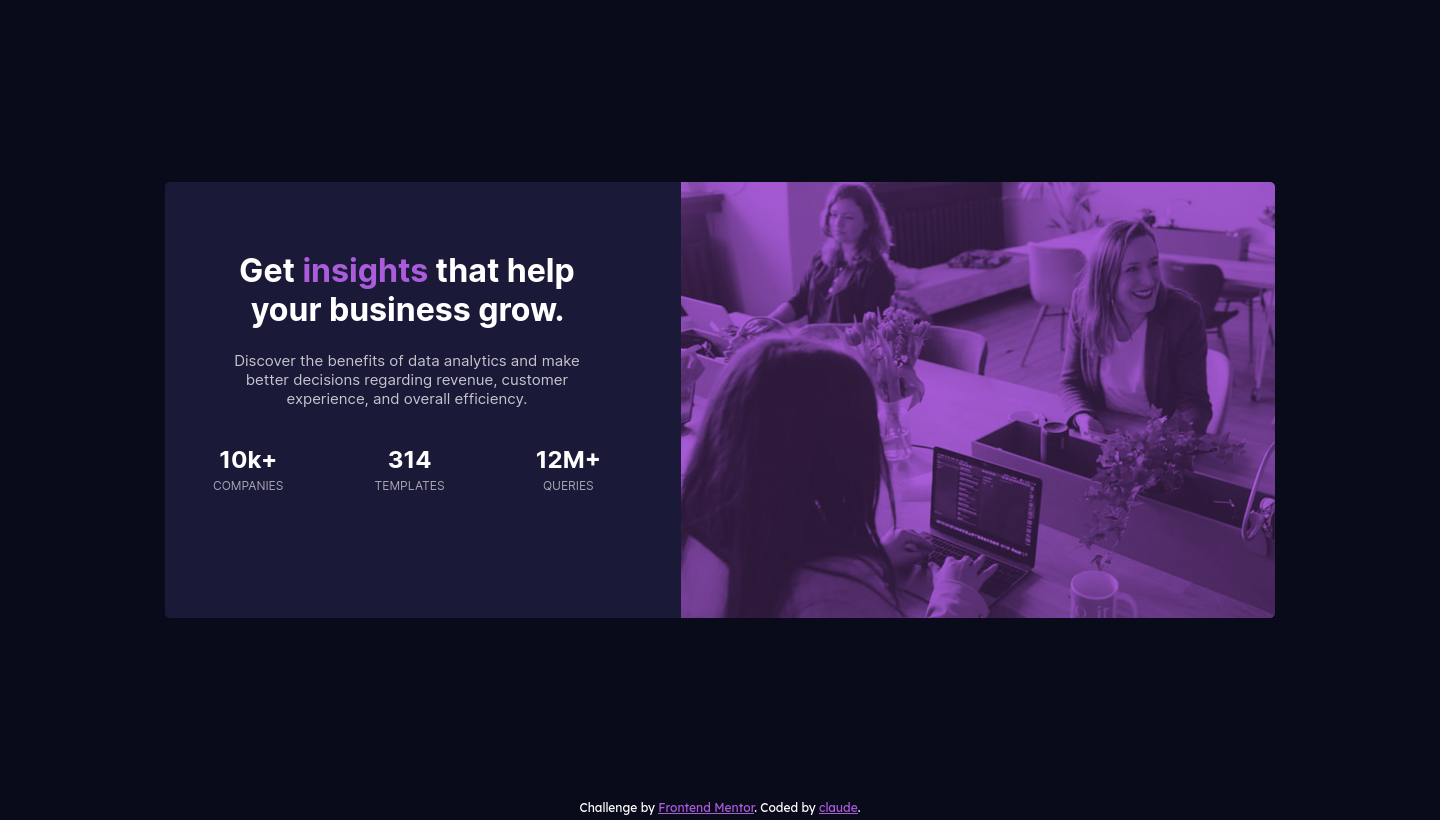 Get insights that help
your business grow.
Discover the benefits of data analytics and make
better decisions regarding revenue, customer
experience, and overall efficiency.
10k+ 314 12M+
COMPANIES TEMPLATES QUERIES
Challenge by Frontend Mentor. Coded by claude.